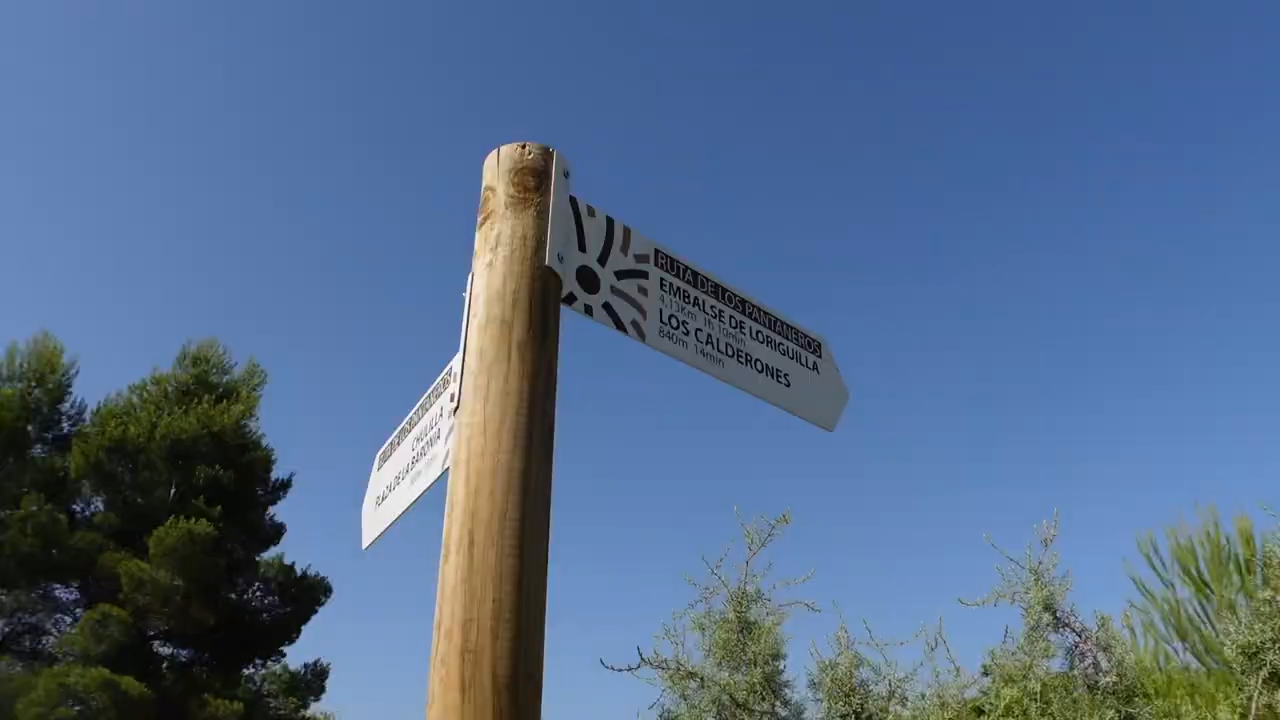 RUTA DE LOS PANTANEROS
EMBALSE DE LORIGUILLA
4,13Km 1h 10min
LOS CALDERONES
840m 14min
CHULILLA
PLAZA DE LA BARONIA